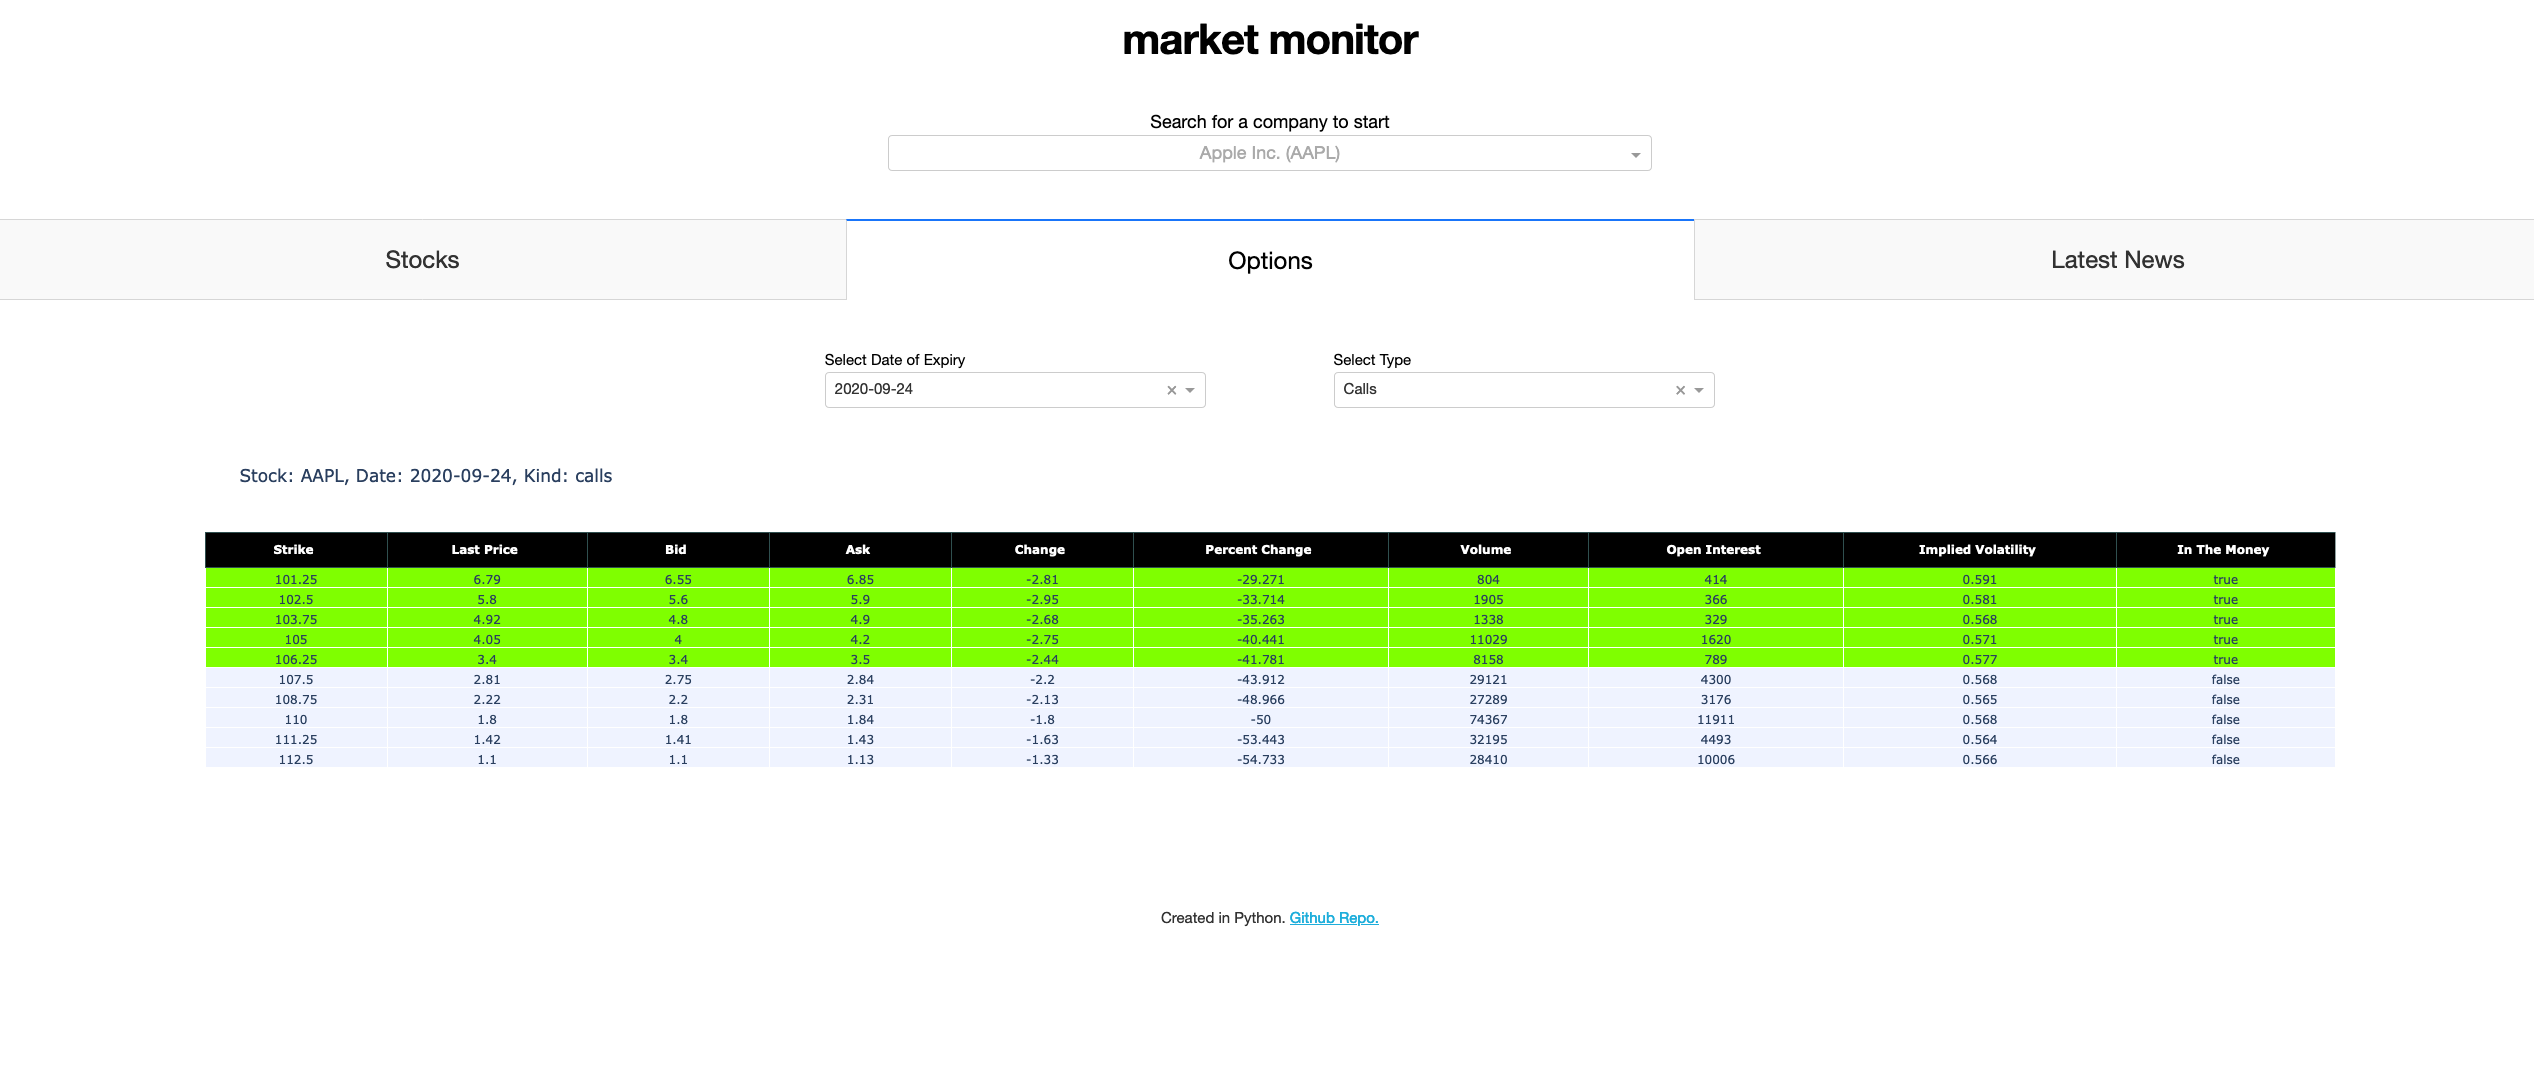 market monitor
Search for a company to start
Apple Inc. (AAPL)
Stocks Options Latest News
Select Date of Expiry Select Type
2020-09-24 Calls
Stock: AAPL, Date: 2020-09-24, Kind: calls
Strike Last Price Bid Ask Change Percent Change Volume Open Interest Implied Volatility In The Money
101.25 6.79 6.55 6.85 -2.81 -29.271 804 414 0.591 true
102.5 5.8 5.6 5.9 -2.95 -33.714 1905 366 0.581 true
103.75 4.92 4.8 4.9 -2.68 -35.263 1338 329 0.568 true
105 4.05 4 4.2 -2.75 -40.441 11029 1620 0.571 true
106.25 3.4 3.4 3.5 -2.44 -41.781 8158 789 0.577 true
107.5 2.81 2.75 2.84 -2.2 -43.912 29121 4300 0.568 false
108.75 2.22 2.2 2.31 -2.13 -48.966 27289 3176 0.565 false
110 1.8 1.8 1.84 -1.8 -50 74367 11911 0.568 false
111.25 1.42 1.41 1.43 -1.63 -53.443 32195 4493 0.564 false
112.5 1.1 1.1 1.13 -1.33 -54.733 28410 10006 0.566 false
Created in Python. Github Repo.